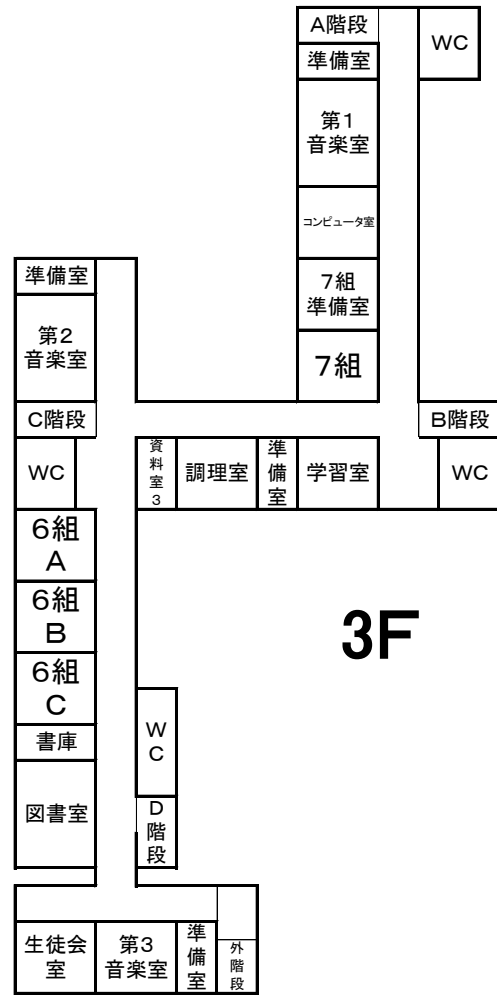 A階段
WC
準備室
第1
音楽室
コンピュータ室
準備室
7組
準備室
第2
音楽室
7組
C階段
B階段
WC
資
料
室
3
調理室
準
備
室
学習室
WC
6組
A
6組
B
3F
6組
C
W
C
書庫
図書室
D
階
段
生徒会
室
第3
音楽室
準
備
室
外
階
段